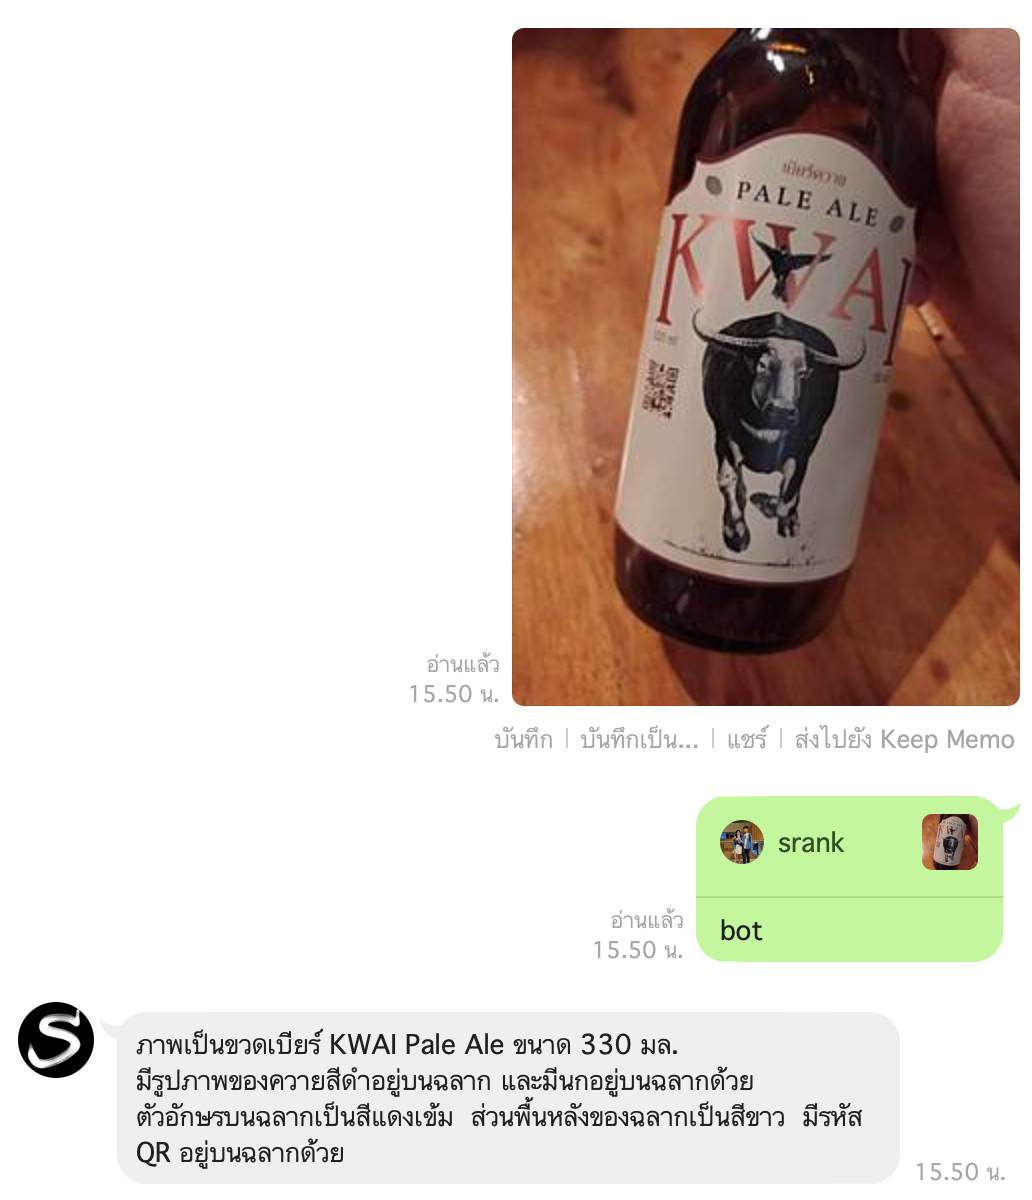 เบียร์ควาย
PALE ALE
KWAI
อ่านแล้ว
15.50 น.
บันทึก | บันทึกเป็น... | แชร์ | ส่งไปยัง Keep Memo
srank
bot
อ่านแล้ว
15.50 น.
S
ภาพเป็นขวดเบียร์ KWAI Pale Ale ขนาด 330 มล.
มีรูปภาพของควายสีดำอยู่บนฉลาก และมีนกอยู่บนฉลากด้วย
ตัวอักษรบนฉลากเป็นสีแดงเข้ม ส่วนพื้นหลังของฉลากเป็นสีขาว มีรหัส
QR อยู่บนฉลากด้วย
15.50 น.